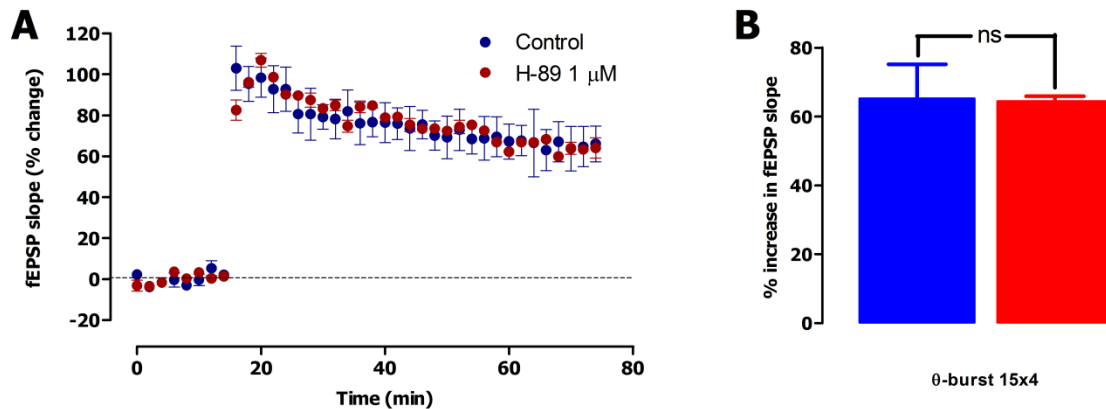 A
fEPSP slope (% change)
120
100
80
60
40
20
0
-20
Control
H-89 1 μM
0
20
40
60
80
Time (min)
B
% increase in fEPSP slope
80
60
40
20
0
ns
θ-burst 15x4